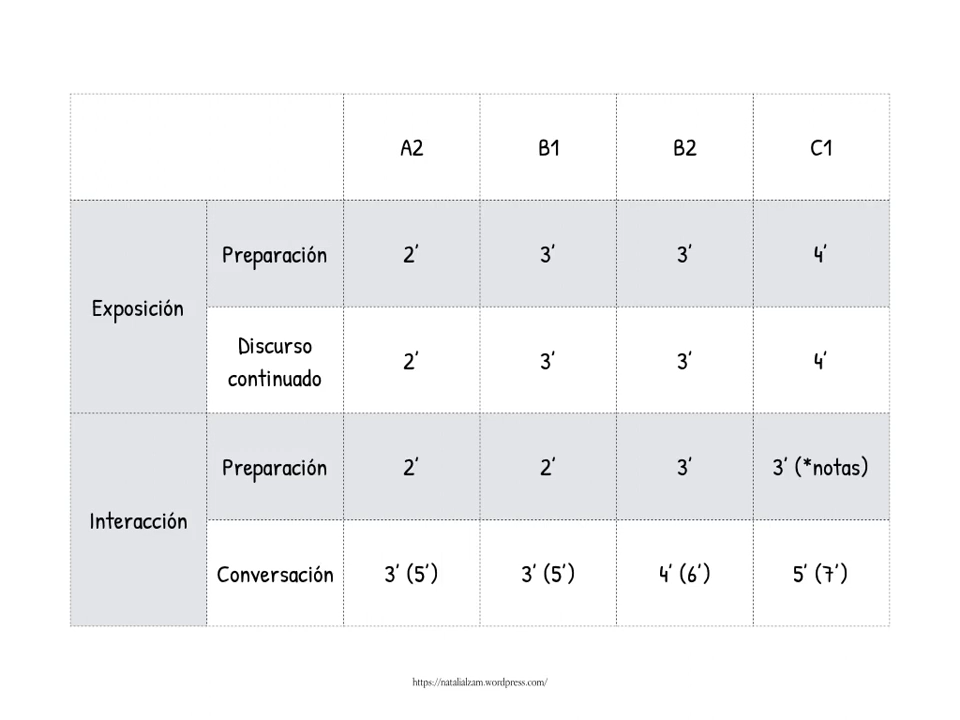 A2 B1 B2 C1
Exposición
Preparación 2' 3' 3' 4'
Discurso
continuado 2' 3' 3' 4'
Interacción
Preparación 2' 2' 3' 3' (*notas)
Conversación 3' (5') 3' (5') 4' (6') 5' (7')
https://natalialzam.wordpress.com/